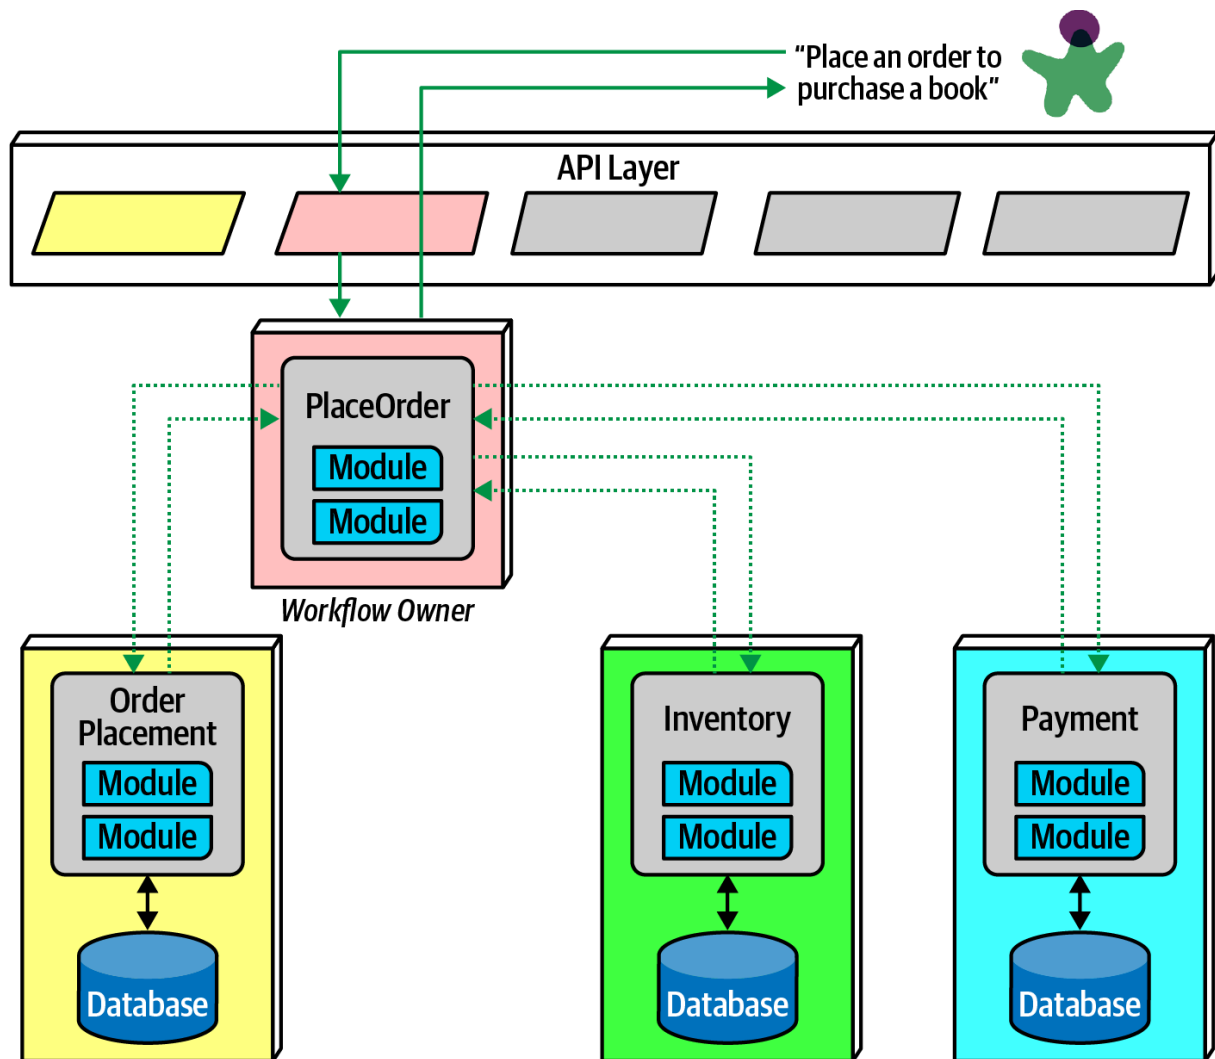 “Place an order to
purchase a book”
API Layer
PlaceOrder
Module
Module
Workflow Owner
Order
Placement
Module
Module
Database
Inventory
Module
Module
Database
Payment
Module
Module
Database